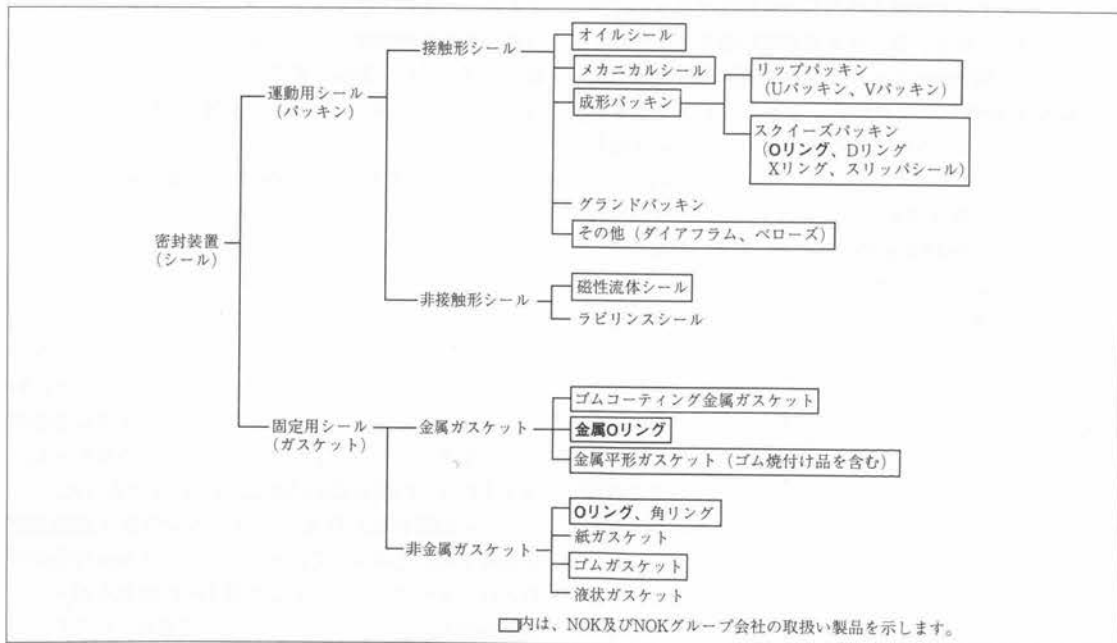 オイルシール
接触形シール
メカニカルシール
リップパッキン
(Uパッキン、Vパッキン)
運動用シール
(パッキン)
成形パッキン
スクイーズパッキン
(Oリング、Dリング
Xリング、スリッパシール)
グランドパッキン
その他(ダイアフラム、ベローズ)
密封装置
(シール)
磁性流体シール
非接触形シール
ラビリンスシール
ゴムコーティング金属ガスケット
固定用シール
(ガスケット)
金属ガスケット
金属Oリング
金属平形ガスケット(ゴム焼付け品を含む)
Oリング、角リング
紙ガスケット
非金属ガスケット
ゴムガスケット
液状ガスケット
□内は、NOK及びNOKグループ会社の取扱い製品を示します。